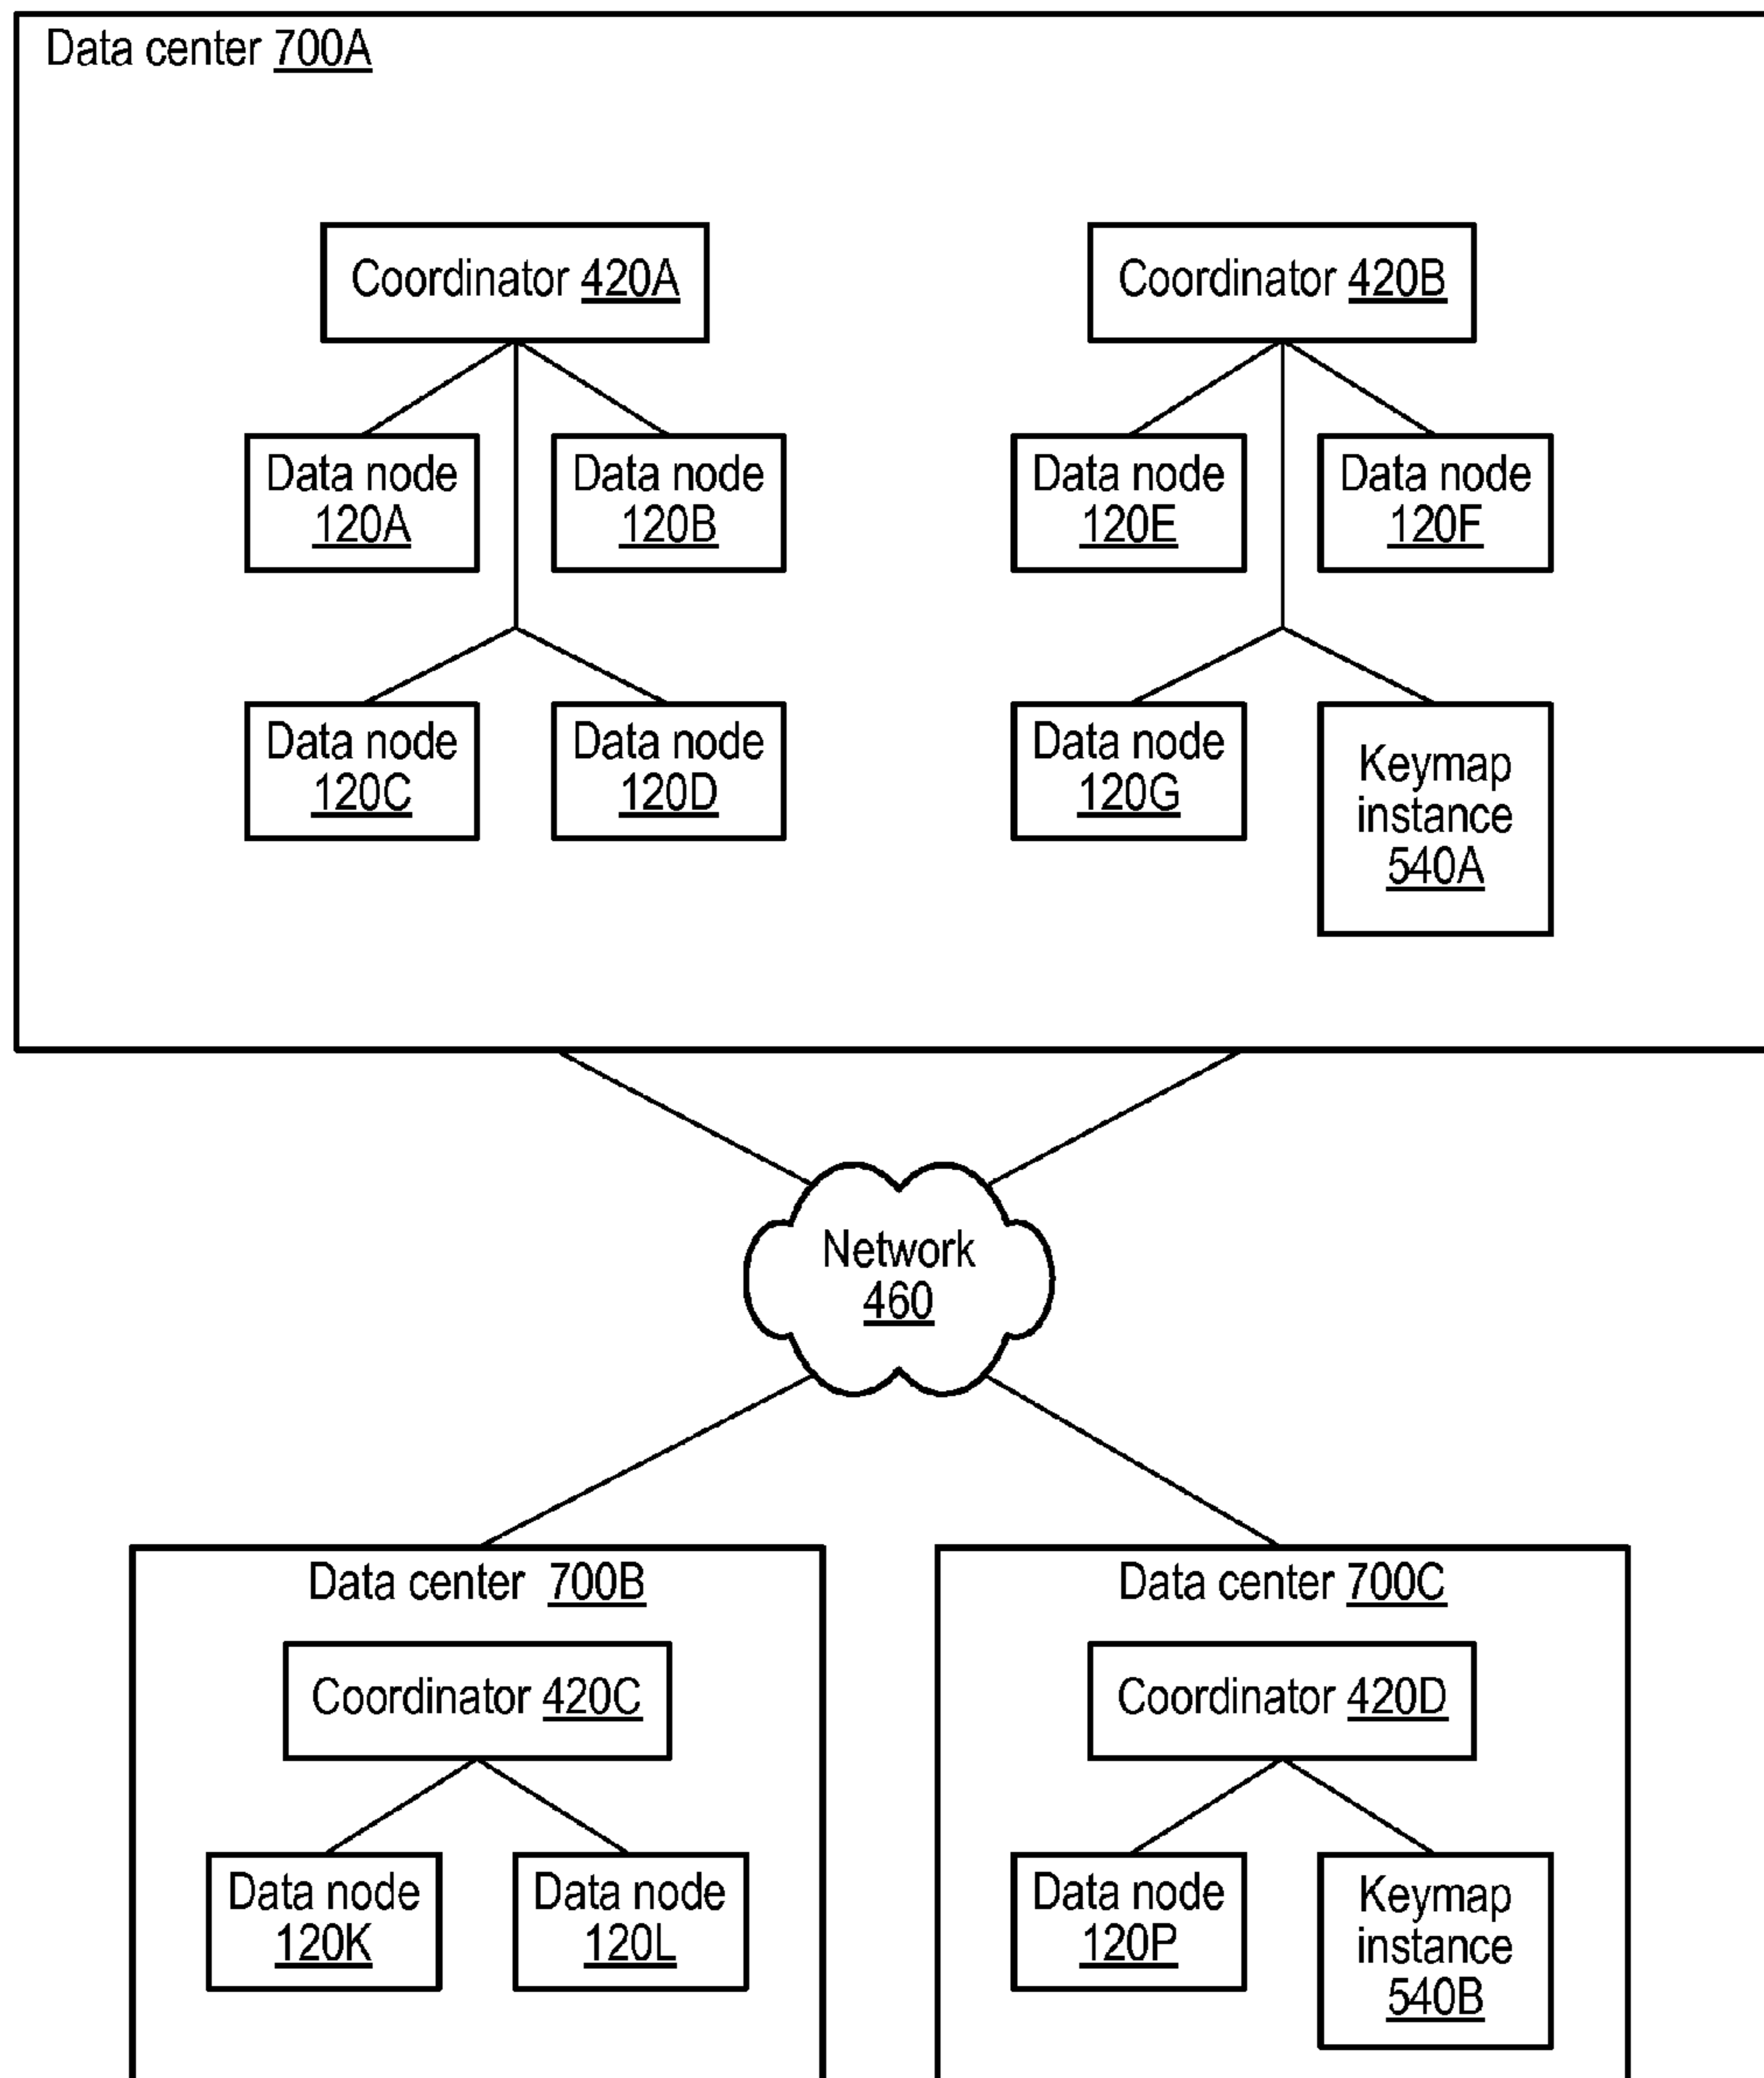 Data center 700A
Coordinator 420A
Coordinator 420B
Data node
120A
Data node
120B
Data node
120E
Data node
120F
Data node
120C
Data node
120D
Data node
120G
Keymap
instance
540A
Network
460
Data center 700B
Data center 700C
Coordinator 420C
Coordinator 420D
Data node
120K
Data node
120L
Data node
120P
Keymap
instance
540B